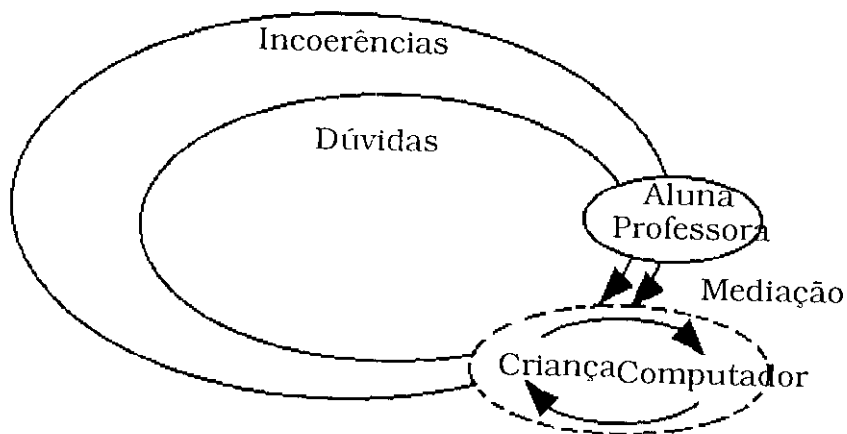 Incoerências
Dúvidas
Aluna
Professora
Mediação
Criança Computador